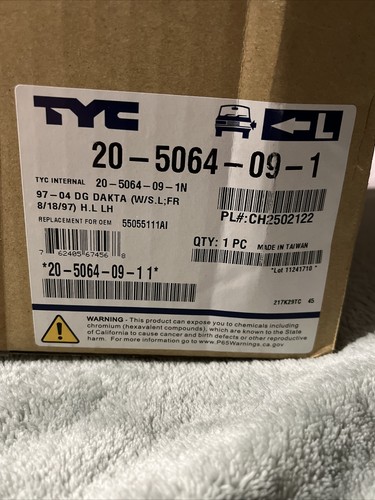 TYC
L
20-5064-09-1
TYC INTERNAL 20-5064-09-1N
97-04 DG DAKTA (W/S.L;FR
8/18/97) H.L LH
PL#:CH2502122
REPLACEMENT FOR OEM 55055111AI
QTY: 1 PC MADE IN TAIWAN
7 62405 67456 8
*Lot 11241710*
*20-5064-09-1 1*
217K29TC 45
WARNING - This product can expose you to chemicals including
chromium (hexavalent compounds), which are known to the State
of California to cause cancer and birth defects or other reproductive
harm. For more information go to www.P65Warnings.ca.gov